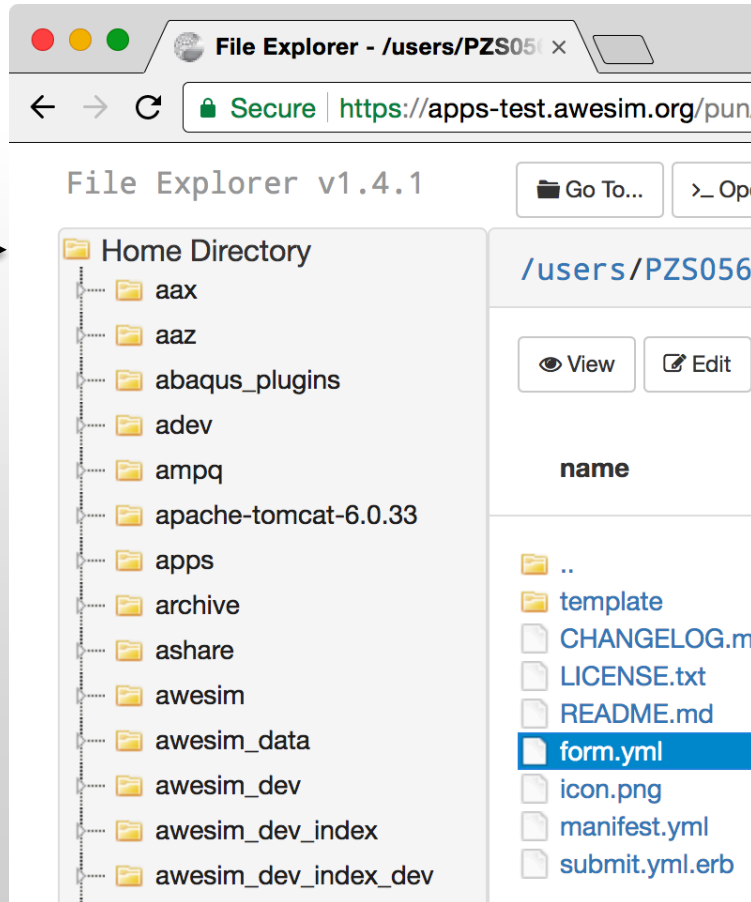 File Explorer - /users/PZS056
Secure https://apps-test.awesim.org/pun/
File Explorer v1.4.1
Go To...
>_ Ope
Home Directory
aax
aaz
abaqus_plugins
adev
ampq
apache-tomcat-6.0.33
apps
archive
ashare
awesim
awesim_data
awesim_dev
awesim_dev_index
awesim_dev_index_dev
/users/PZS056
View
Edit
name
..
template
CHANGELOG.m
LICENSE.txt
README.md
form.yml
icon.png
manifest.yml
submit.yml.erb